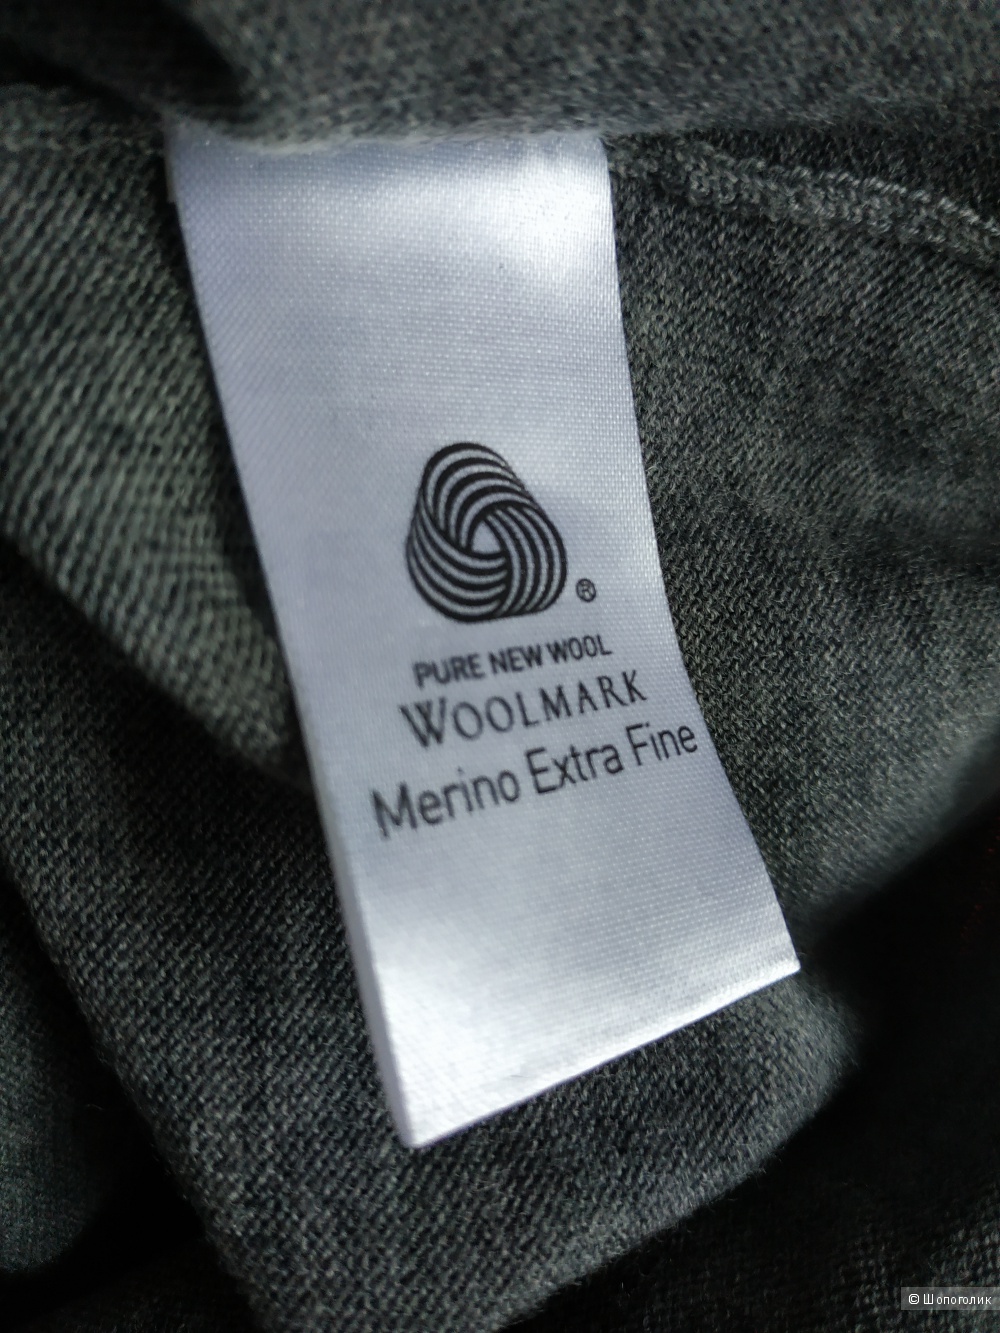 ®
PURE NEW WOOL
WOOLMARK
Merino Extra Fine
© Шопоголик